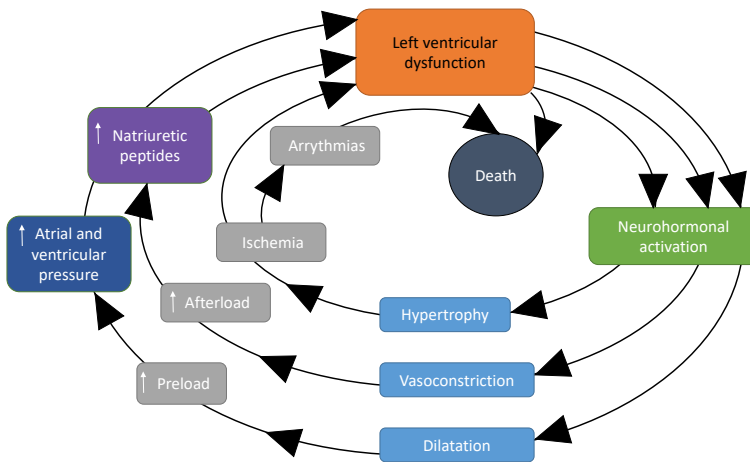 Left ventricular
dysfunction
↑ Natriuretic
peptides
Arrythmias
Death
↑ Atrial and
ventricular
pressure
Ischemia
Neurohormonal
activation
↑ Afterload
Hypertrophy
↑ Preload
Vasoconstriction
Dilatation